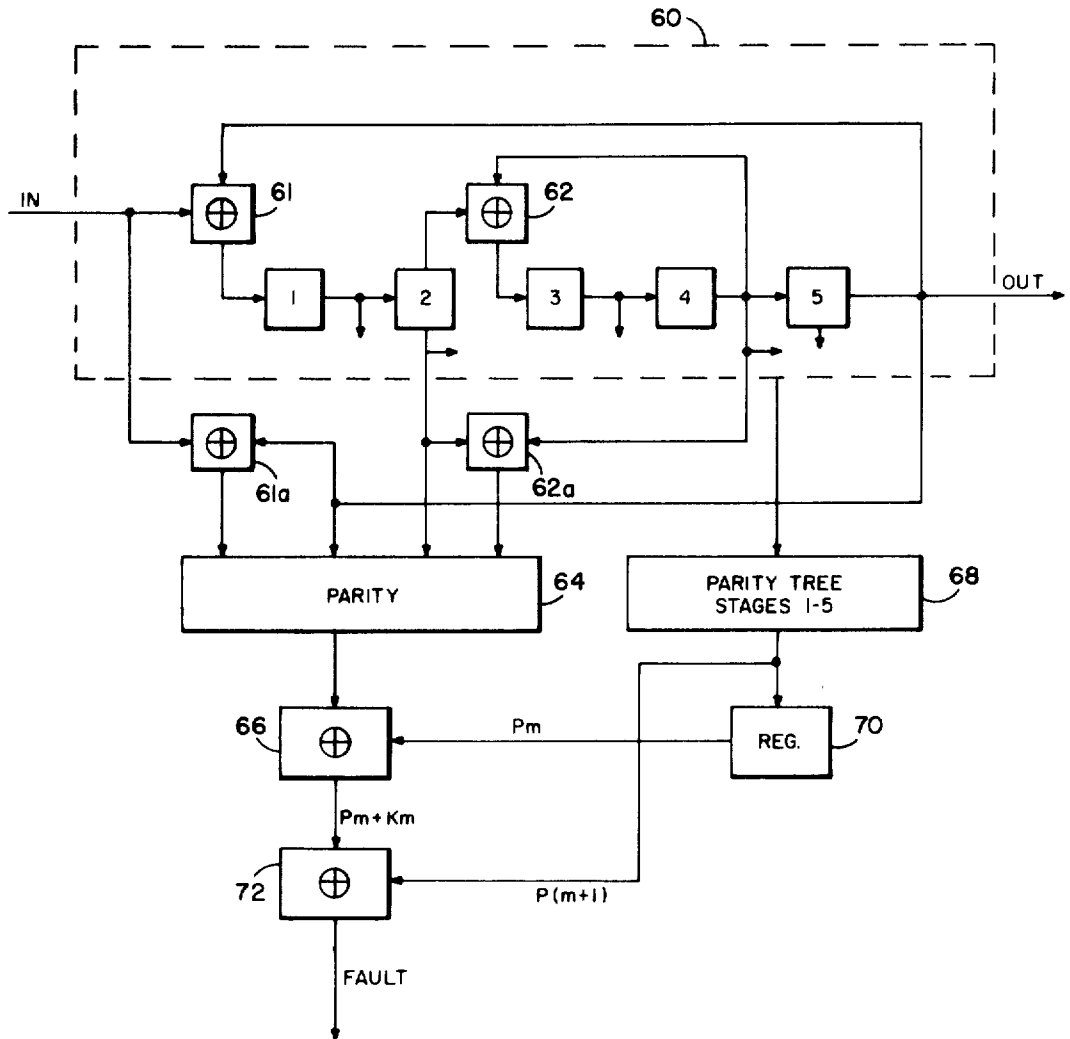 60
IN
61
62
1
2
3
4
5
OUT
61a
62a
PARITY
64
PARITY TREE
STAGES 1-5
68
66
Pm
REG.
70
Pm+Km
72
P(m+1)
FAULT